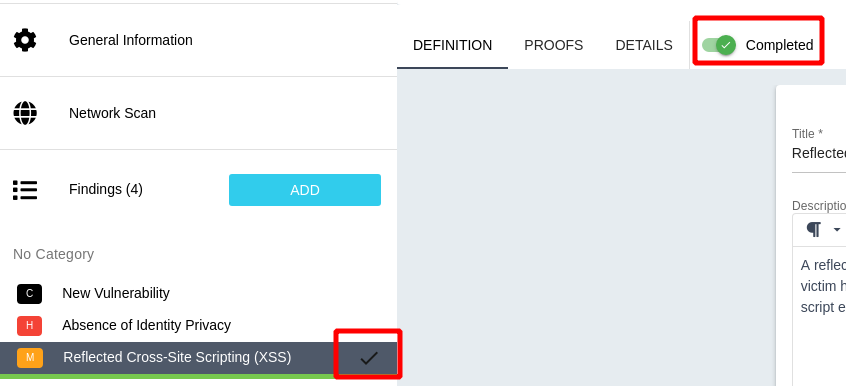 General Information
Network Scan
Findings (4)
ADD
No Category
C New Vulnerability
H Absence of Identity Privacy
M Reflected Cross-Site Scripting (XSS)
DEFINITION PROOFS DETAILS Completed
Title *
Reflecte
Descriptio
A reflec
victim h
script e